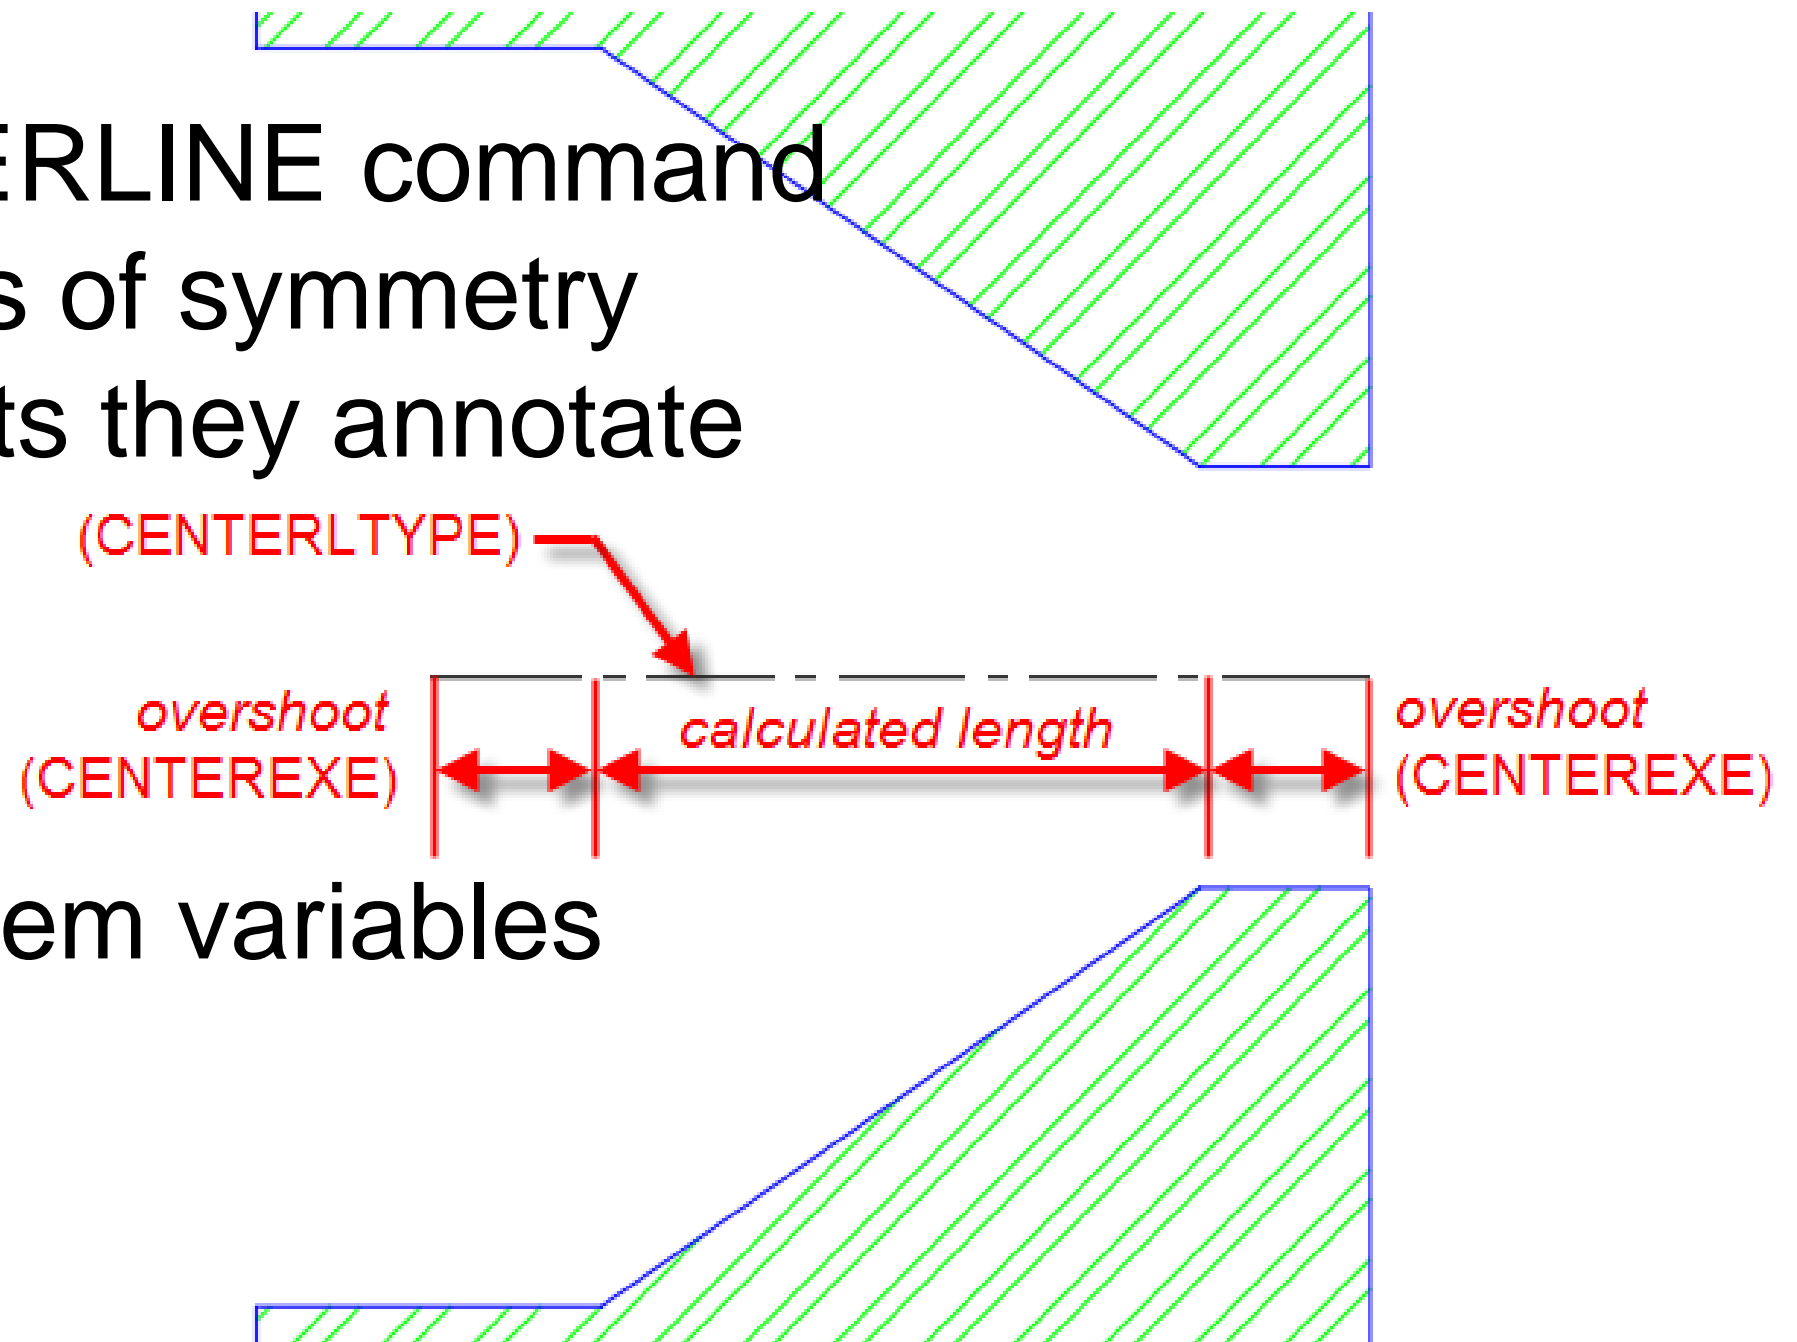 ERLINE command
s of symmetry
ts they annotate
(CENTERLTYPE)
overshoot
(CENTEREXE)
calculated length
overshoot
(CENTEREXE)
em variables